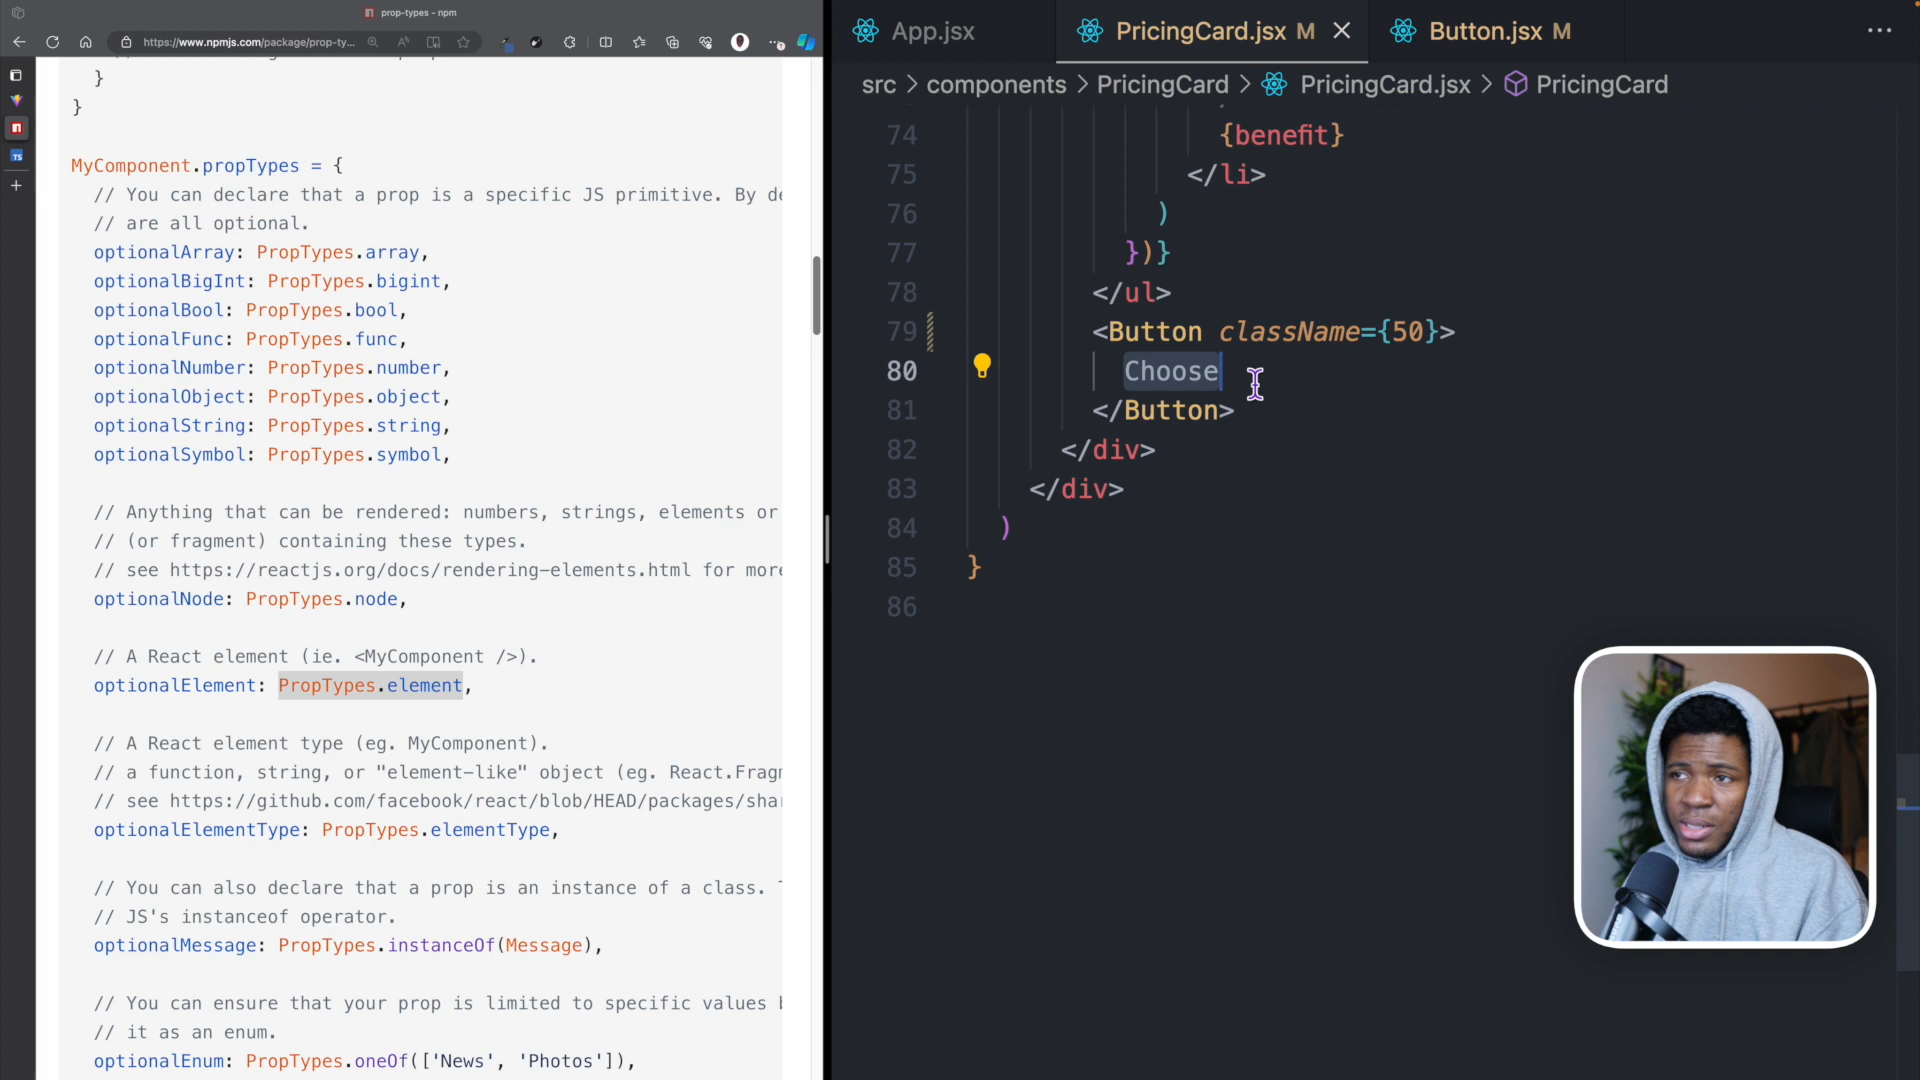 prop-types - npm
https://www.npmjs.com/package/prop-ty...
}
}
MyComponent.propTypes = {
// You can declare that a prop is a specific JS primitive. By de
// are all optional.
optionalArray: PropTypes.array,
optionalBigInt: PropTypes.bigint,
optionalBool: PropTypes.bool,
optionalFunc: PropTypes.func,
optionalNumber: PropTypes.number,
optionalObject: PropTypes.object,
optionalString: PropTypes.string,
optionalSymbol: PropTypes.symbol,
// Anything that can be rendered: numbers, strings, elements or
// (or fragment) containing these types.
// see https://reactjs.org/docs/rendering-elements.html for more
optionalNode: PropTypes.node,
// A React element (ie. <MyComponent />).
optionalElement: PropTypes.element,
// A React element type (eg. MyComponent).
// a function, string, or "element-like" object (eg. React.Fragm
// see https://github.com/facebook/react/blob/HEAD/packages/sha
optionalElementType: PropTypes.elementType,
// You can also declare that a prop is an instance of a class.
// JS's instanceof operator.
optionalMessage: PropTypes.instanceOf(Message),
// You can ensure that your prop is limited to specific values b
// it as an enum.
optionalEnum: PropTypes.oneOf(['News', 'Photos']),
App.jsx
PricingCard.jsx M
Button.jsx M
src > components > PricingCard > PricingCard.jsx > PricingCard
74 {benefit}
75 </li>
76 )
77 })}
78 </ul>
79 <Button className={50}>
80 Choose
81 </Button>
82 </div>
83 </div>
84 )
85 }
86